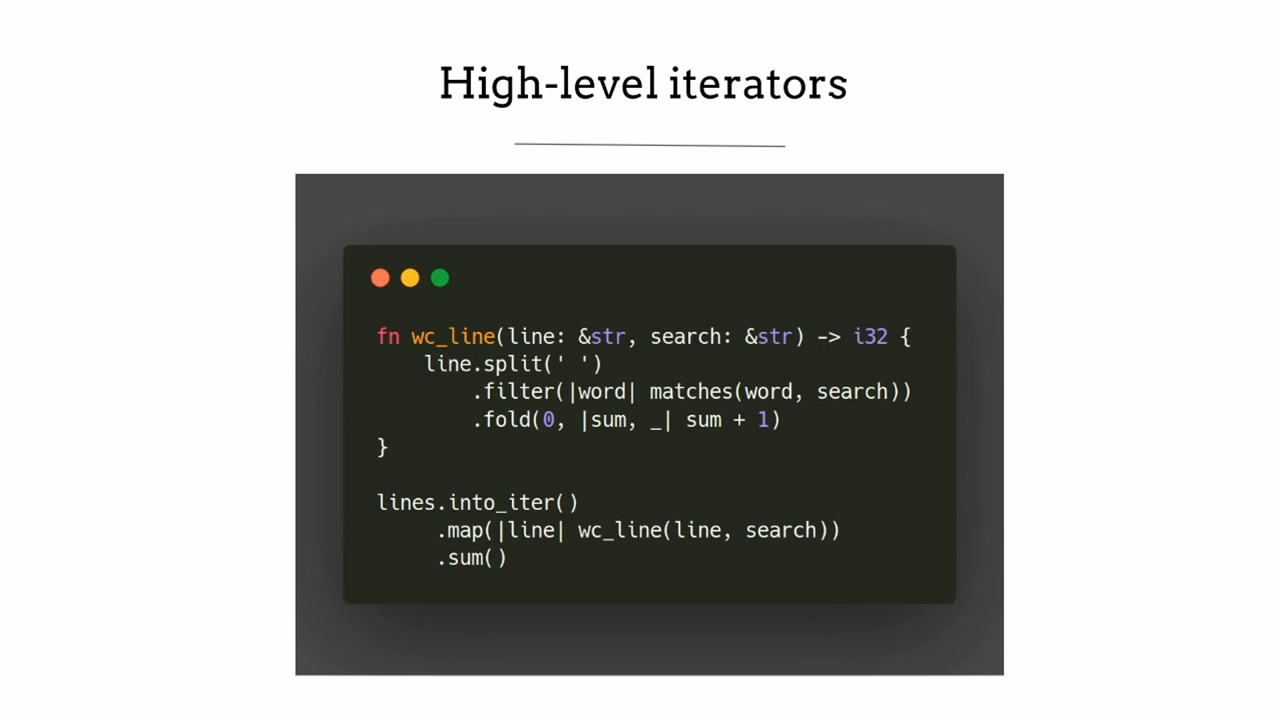 High-level iterators
fn wc_line(line: &str, search: &str) -> i32 {
    line.split(' ')
        .filter(|word| matches(word, search))
        .fold(0, |sum, _| sum + 1)
}
lines.into_iter()
     .map(|line| wc_line(line, search))
     .sum()